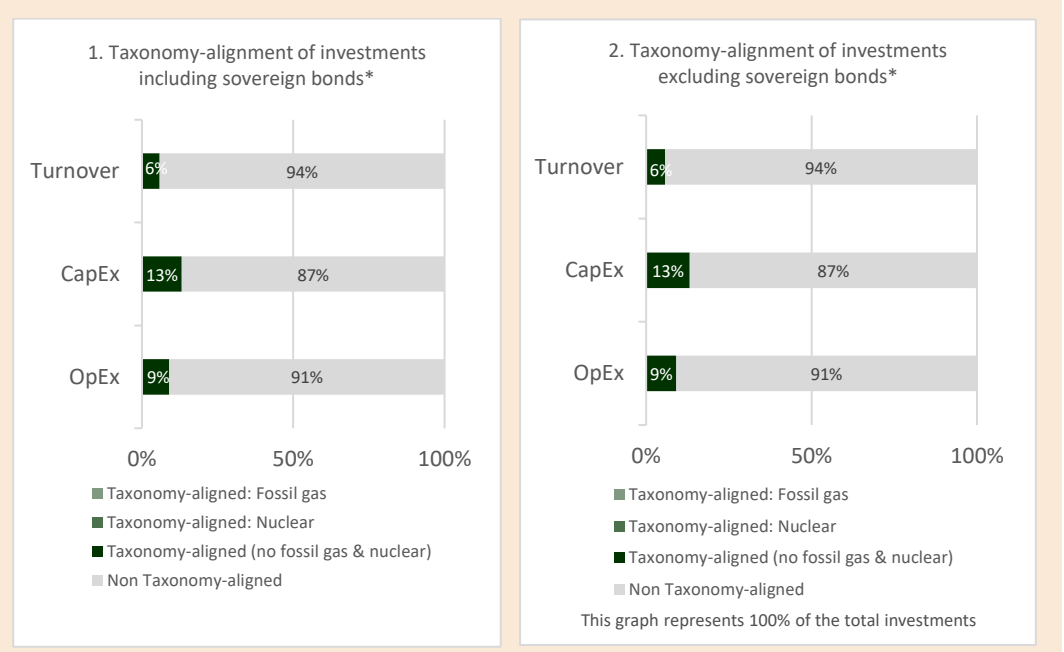 1. Taxonomy-alignment of investments
including sovereign bonds*
Turnover
6%
94%
CapEx
13%
87%
OpEx
9%
91%
0%
50%
100%
Taxonomy-aligned: Fossil gas
Taxonomy-aligned: Nuclear
Taxonomy-aligned (no fossil gas & nuclear)
Non Taxonomy-aligned
2. Taxonomy-alignment of investments
excluding sovereign bonds*
Turnover
6%
94%
CapEx
13%
87%
OpEx
9%
91%
0%
50%
100%
Taxonomy-aligned: Fossil gas
Taxonomy-aligned: Nuclear
Taxonomy-aligned (no fossil gas & nuclear)
Non Taxonomy-aligned
This graph represents 100% of the total investments